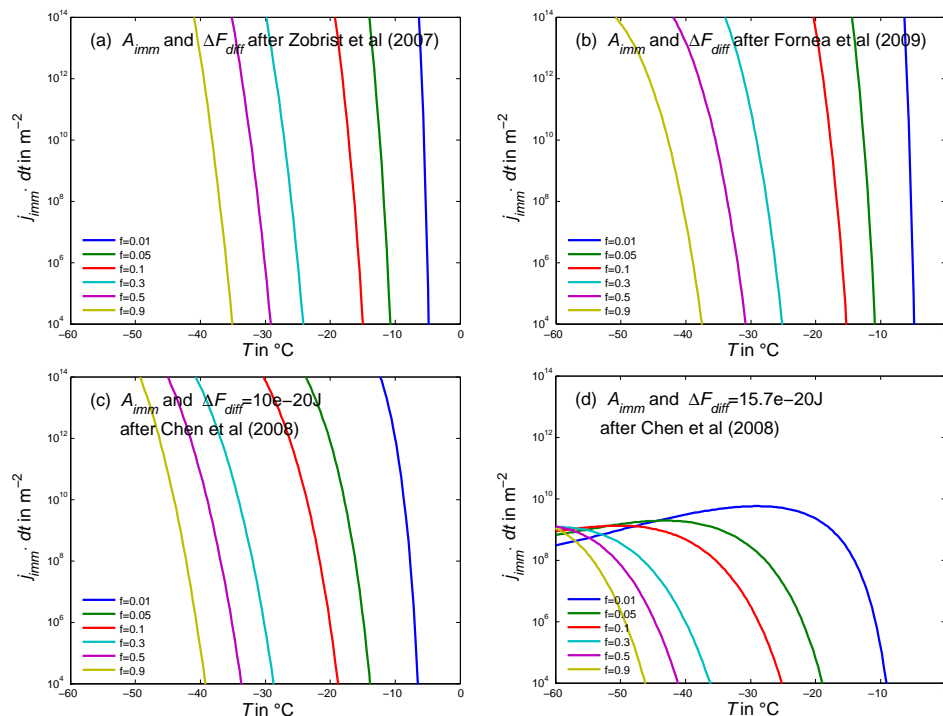 (a) A_imm and ΔF_diff after Zobrist et al (2007)
10^14
10^12
10^10
10^8
10^6
10^4
j_imm · dt in m^−2
f=0.01
f=0.05
f=0.1
f=0.3
f=0.5
f=0.9
−60 −50 −40 −30 −20 −10 0
T in °C
(b) A_imm and ΔF_diff after Fornea et al (2009)
10^14
10^12
10^10
10^8
10^6
10^4
j_imm · dt in m^−2
f=0.01
f=0.05
f=0.1
f=0.3
f=0.5
f=0.9
−60 −50 −40 −30 −20 −10
T in °C
(c) A_imm and ΔF_diff=10e−20J
after Chen et al (2008)
10^14
10^12
10^10
10^8
10^6
10^4
j_imm · dt in m^−2
f=0.01
f=0.05
f=0.1
f=0.3
f=0.5
f=0.9
−60 −50 −40 −30 −20 −10 0
T in °C
(d) A_imm and ΔF_diff=15.7e−20J
after Chen et al (2008)
10^14
10^12
10^10
10^8
10^6
10^4
j_imm · dt in m^−2
f=0.01
f=0.05
f=0.1
f=0.3
f=0.5
f=0.9
−60 −50 −40 −30 −20 −10
T in °C